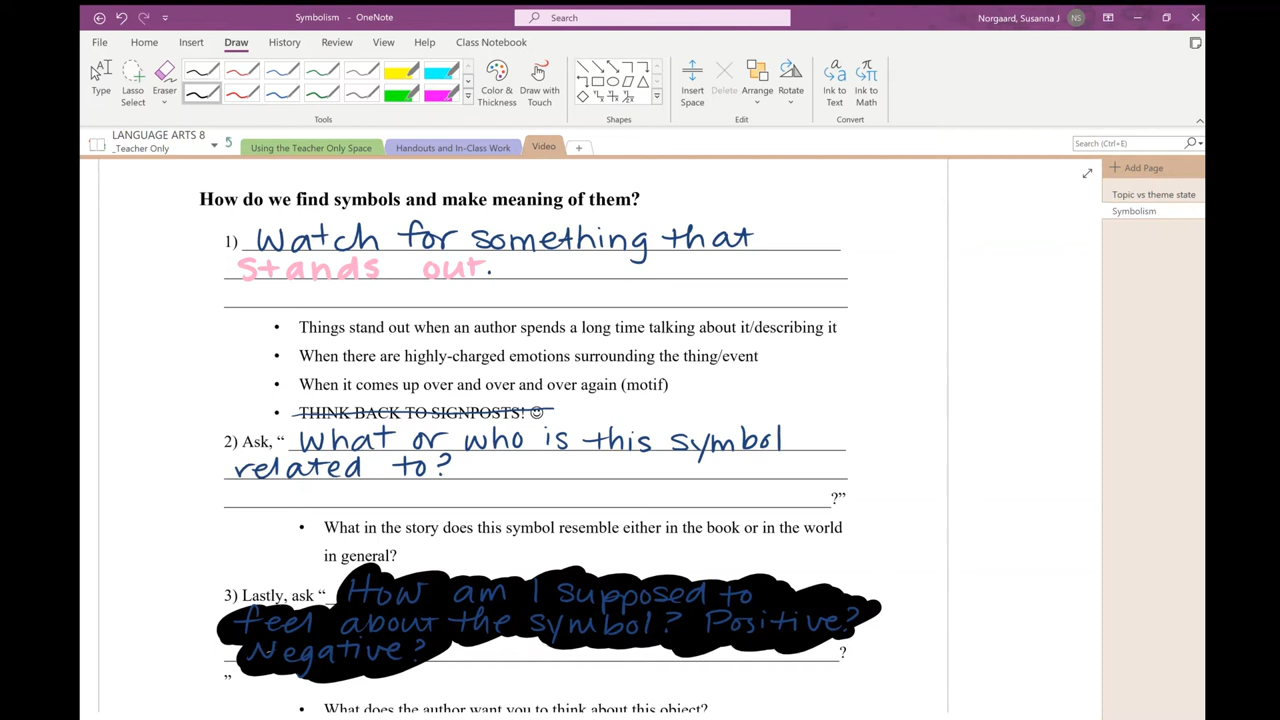 Symbolism - OneNote
Search
Norgaard, Susanna J
NS
File Home Insert Draw History Review View Help Class Notebook
Type
Lasso Select
Eraser
Color & Thickness
Draw with Touch
Insert Space
Delete
Arrange
Rotate
Ink to Text
Ink to Math
Tools
Shapes
Edit
Convert
LANGUAGE ARTS 8
_Teacher Only
Using the Teacher Only Space
Handouts and In-Class Work
Video
Search (Ctrl+E)
Add Page
Topic vs theme state
Symbolism
How do we find symbols and make meaning of them?
1) Watch for something that
stands out.
• Things stand out when an author spends a long time talking about it/describing it
• When there are highly-charged emotions surrounding the thing/event
• When it comes up over and over and over again (motif)
• THINK BACK TO SIGNPOSTS! ☺
2) Ask, “ What or who is this symbol
related to?
?”
• What in the story does this symbol resemble either in the book or in the world
in general?
3) Lastly, ask “ How am I supposed to
feel about the symbol? Positive?
Negative? ?
”
What does the author want you to think about this object?